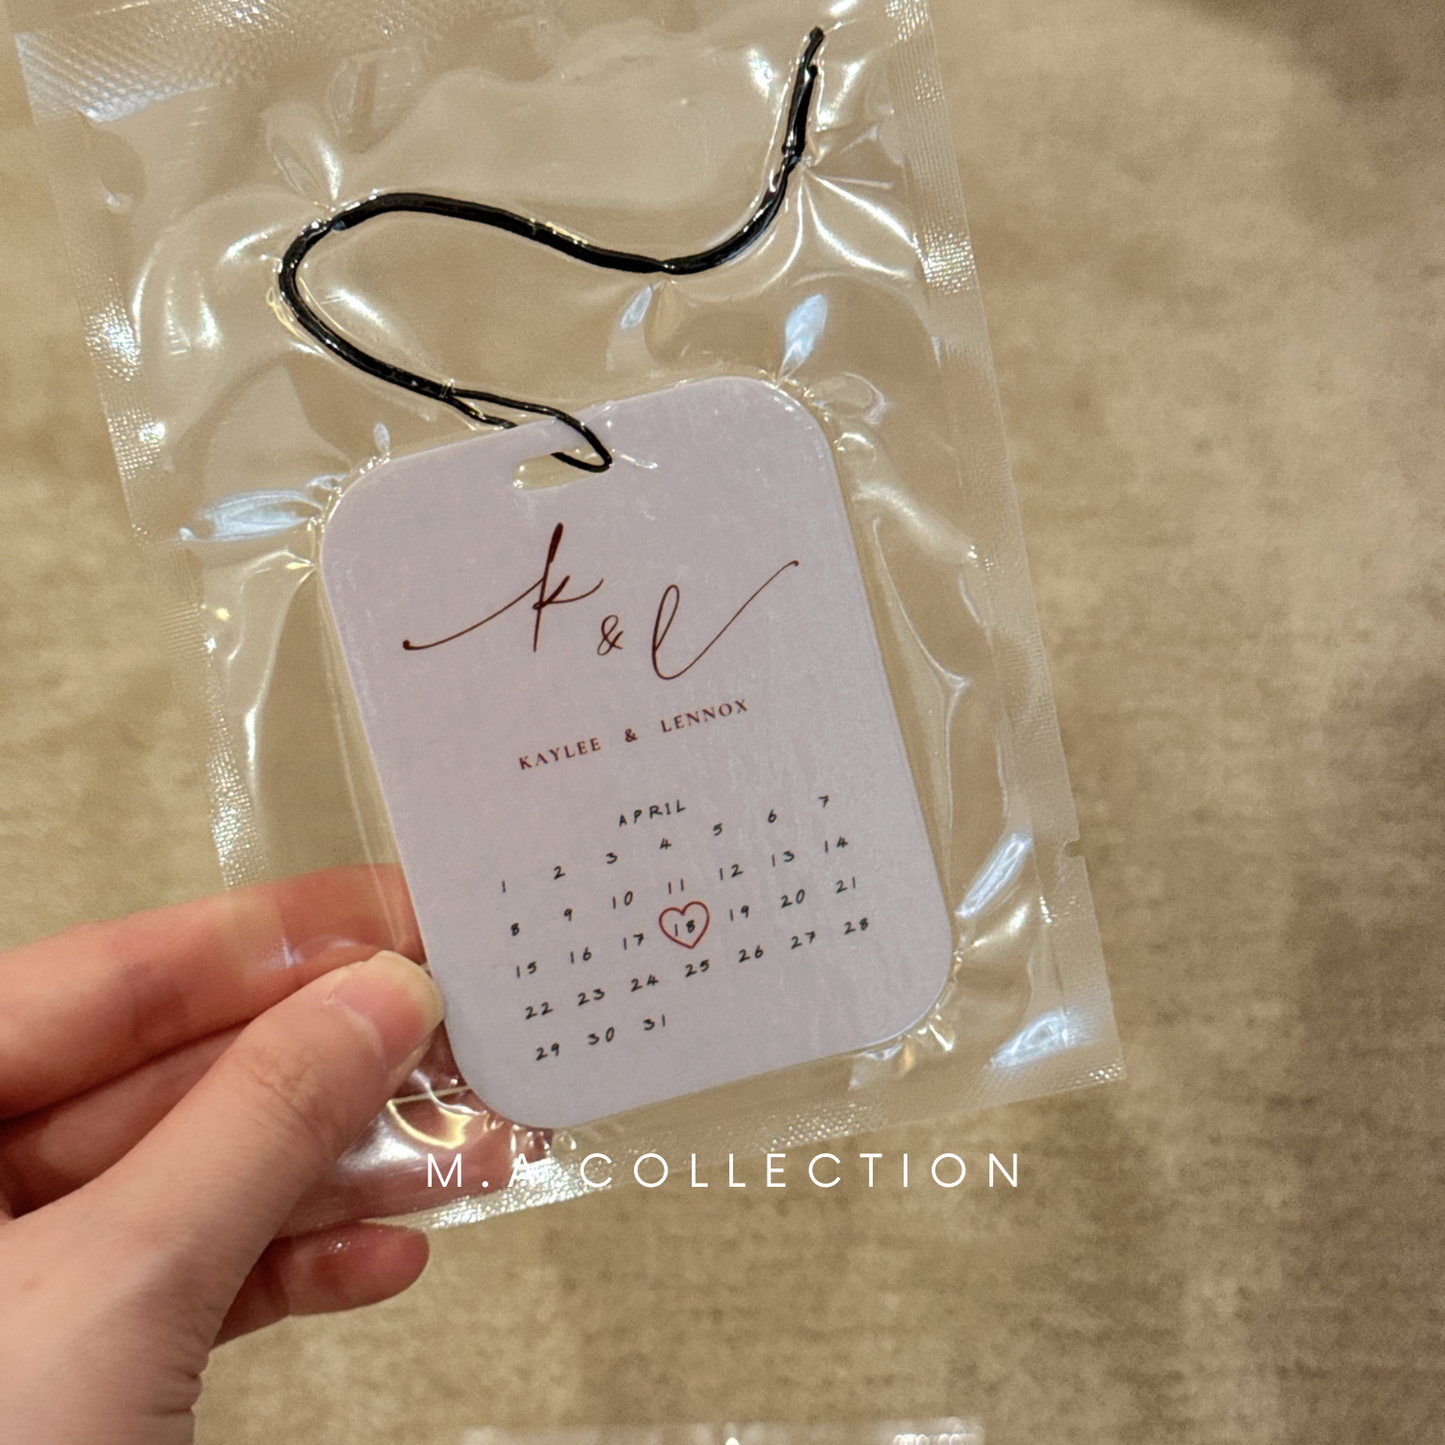 k & l
KAYLEE & LENNOX
APRIL
1 2 3 4 5 6 7
8 9 10 11 12 13 14
15 16 17 18 19 20 21
22 23 24 25 26 27 28
29 30 31
M.A COLLECTION